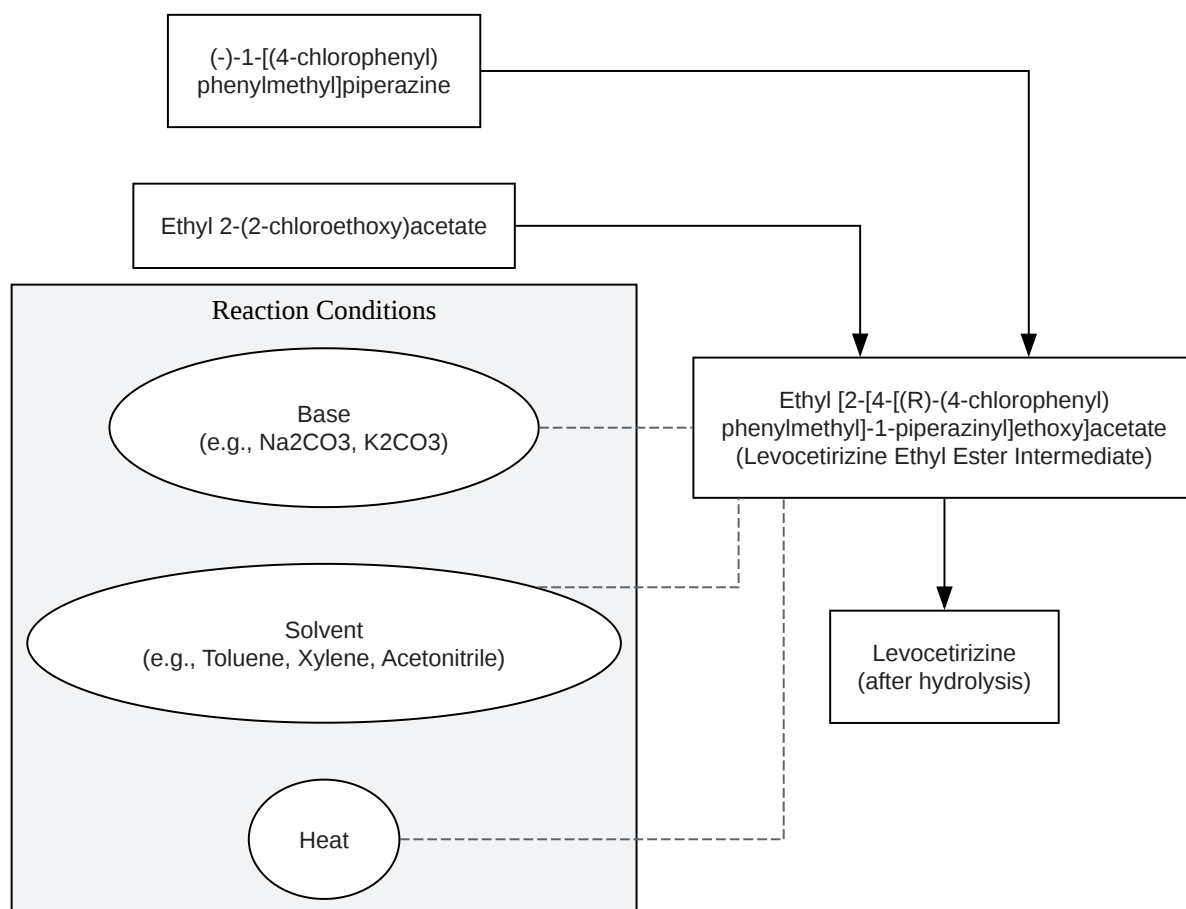 (-)-1-[(4-chlorophenyl)
phenylmethyl]piperazine
Ethyl 2-(2-chloroethoxy)acetate
Reaction Conditions
Base
(e.g., Na2CO3, K2CO3)
Ethyl [2-[4-[(R)-(4-chlorophenyl)
phenylmethyl]-1-piperazinyl]ethoxy]acetate
(Levocetirizine Ethyl Ester Intermediate)
Solvent
(e.g., Toluene, Xylene, Acetonitrile)
Levocetirizine
(after hydrolysis)
Heat